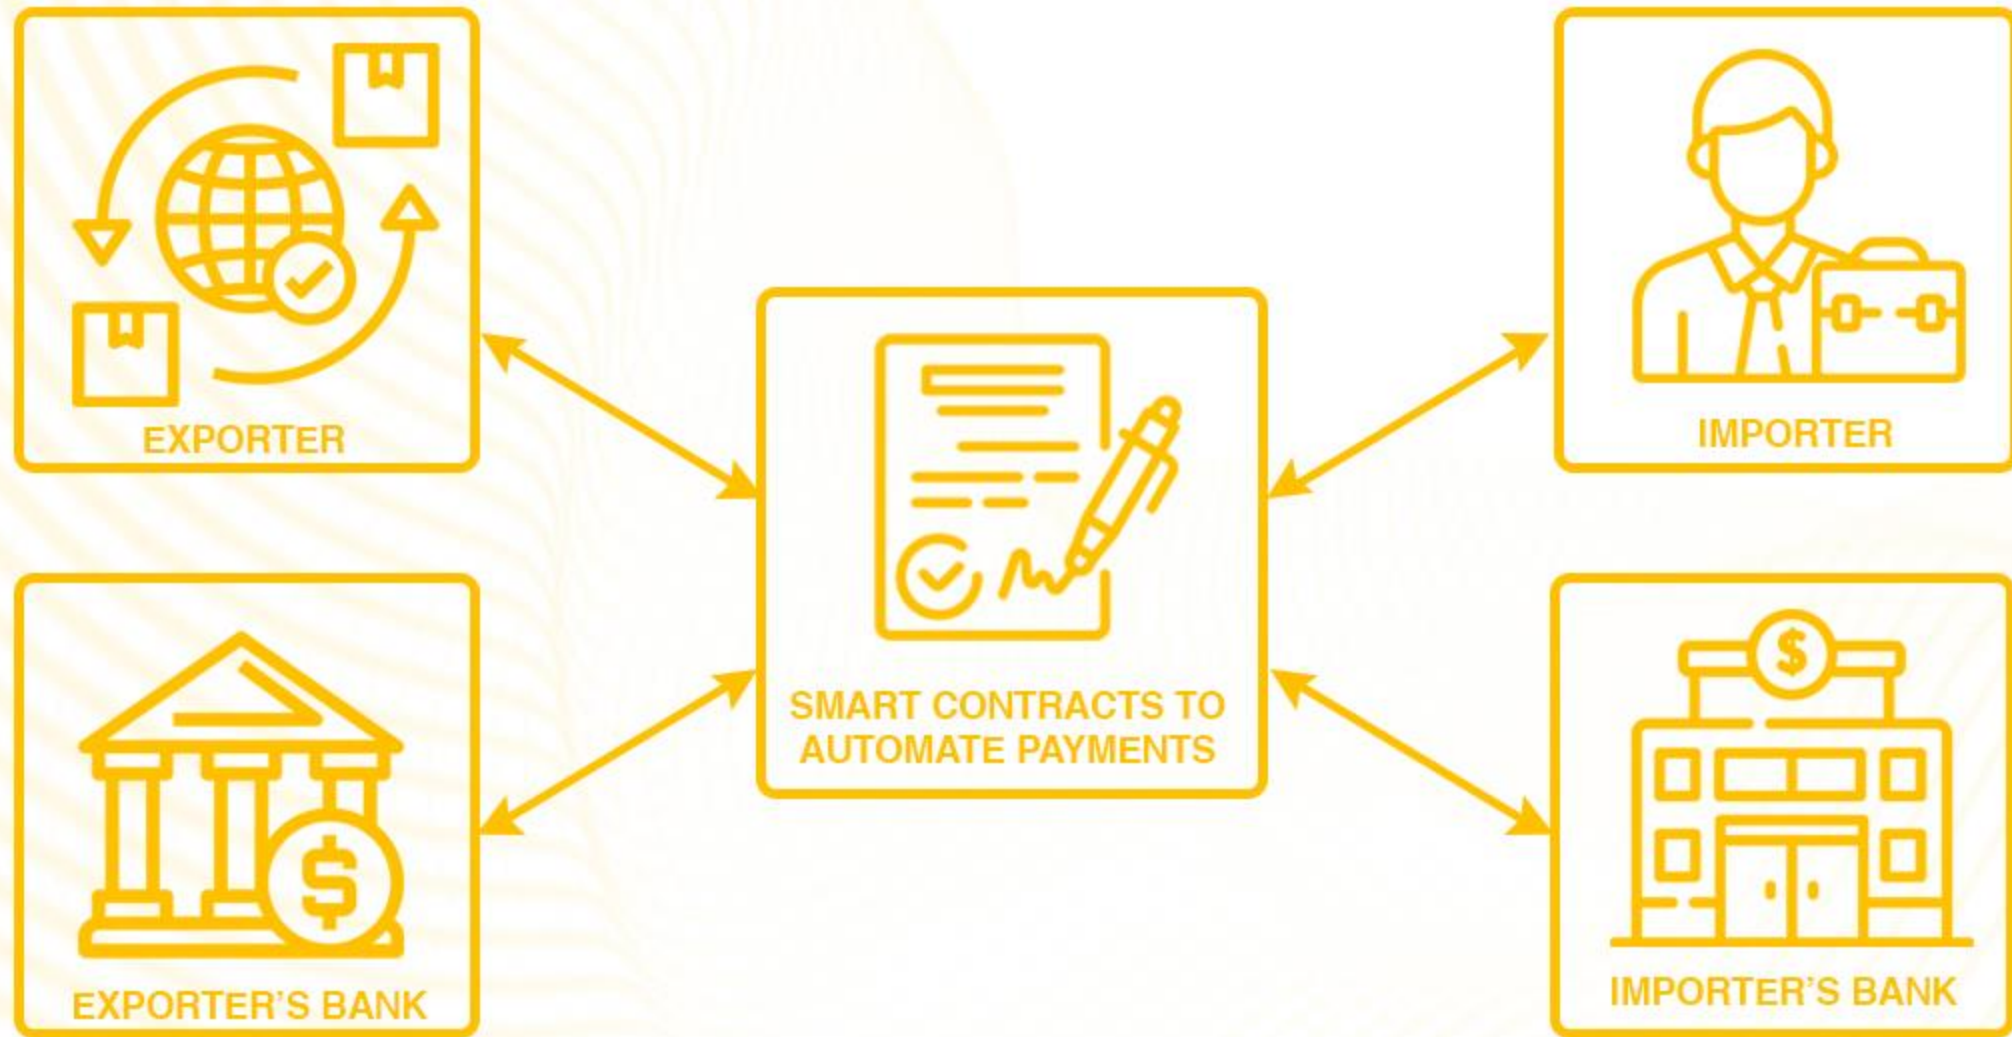 EXPORTER
IMPORTER
SMART CONTRACTS TO
AUTOMATE PAYMENTS
$
$
EXPORTER’S BANK
IMPORTER’S BANK